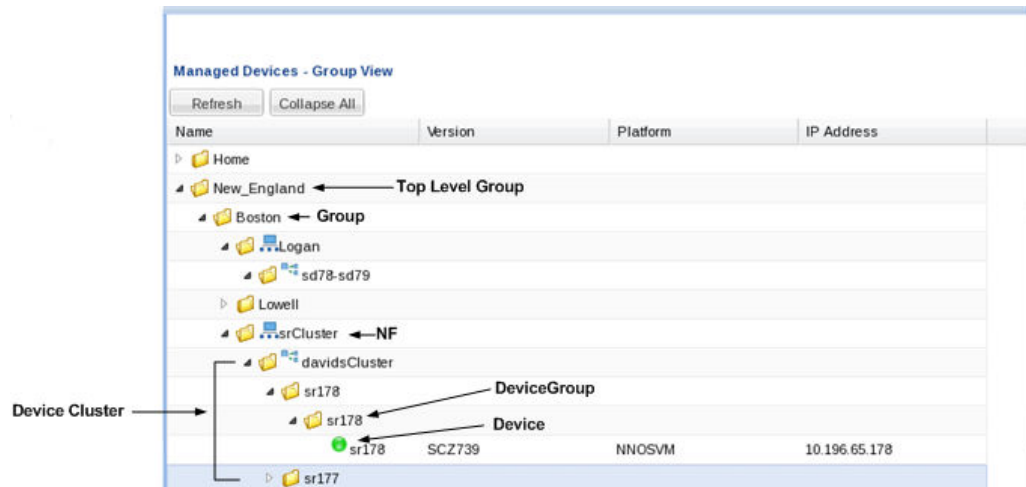 Managed Devices - Group View
Refresh Collapse All
Name Version Platform IP Address
Home
New_England Top Level Group
Boston Group
Logan
sd78-sd79
Lowell
srCluster NF
davidsCluster
sr178
DeviceGroup
Device Cluster
sr178
Device
sr178 SCZ739 NNOSVM 10.196.65.178
sr177